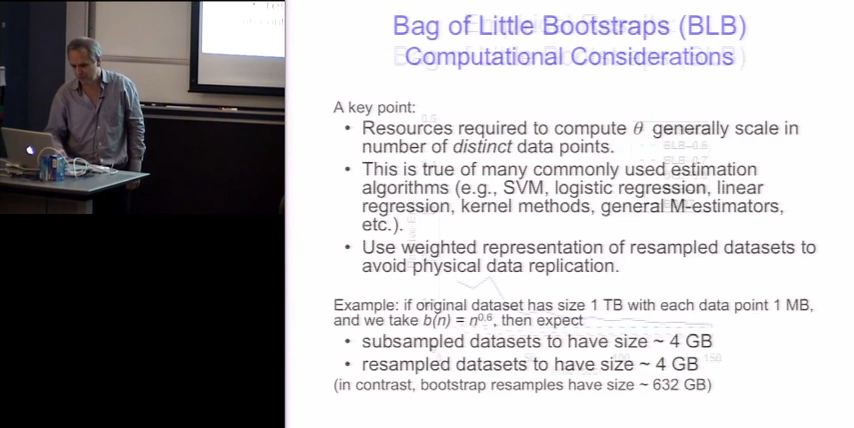 Bag of Little Bootstraps (BLB)
Computational Considerations
A key point:
• Resources required to compute θ generally scale in
number of distinct data points.
• This is true of many commonly used estimation
algorithms (e.g., SVM, logistic regression, linear
regression, kernel methods, general M-estimators,
etc.).
• Use weighted representation of resampled datasets to
avoid physical data replication.
Example: if original dataset has size 1 TB with each data point 1 MB,
and we take b(n) = n^0.6, then expect
• subsampled datasets to have size ~ 4 GB
• resampled datasets to have size ~ 4 GB
(in contrast, bootstrap resamples have size ~ 632 GB)